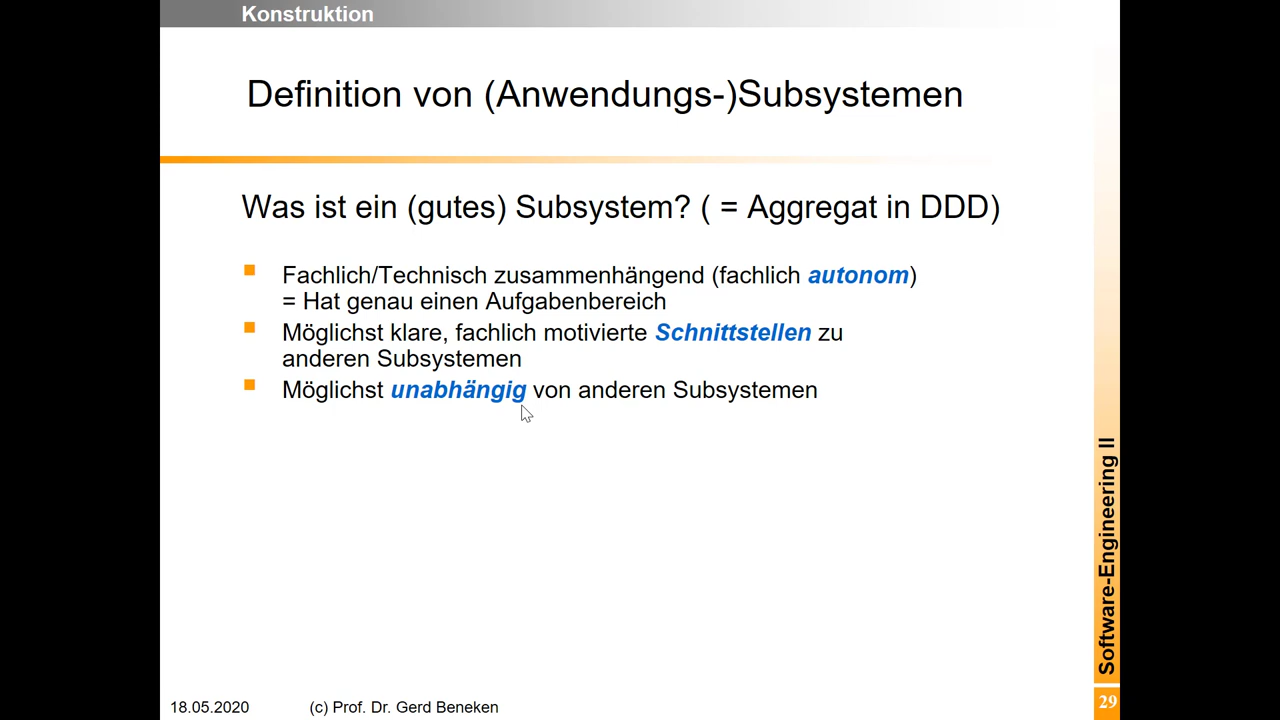 Konstruktion
Definition von (Anwendungs-)Subsystemen
Was ist ein (gutes) Subsystem? ( = Aggregat in DDD)
Fachlich/Technisch zusammenhängend (fachlich autonom)
= Hat genau einen Aufgabenbereich
Möglichst klare, fachlich motivierte Schnittstellen zu
anderen Subsystemen
Möglichst unabhängig von anderen Subsystemen
Software-Engineering II
18.05.2020
(c) Prof. Dr. Gerd Beneken
29